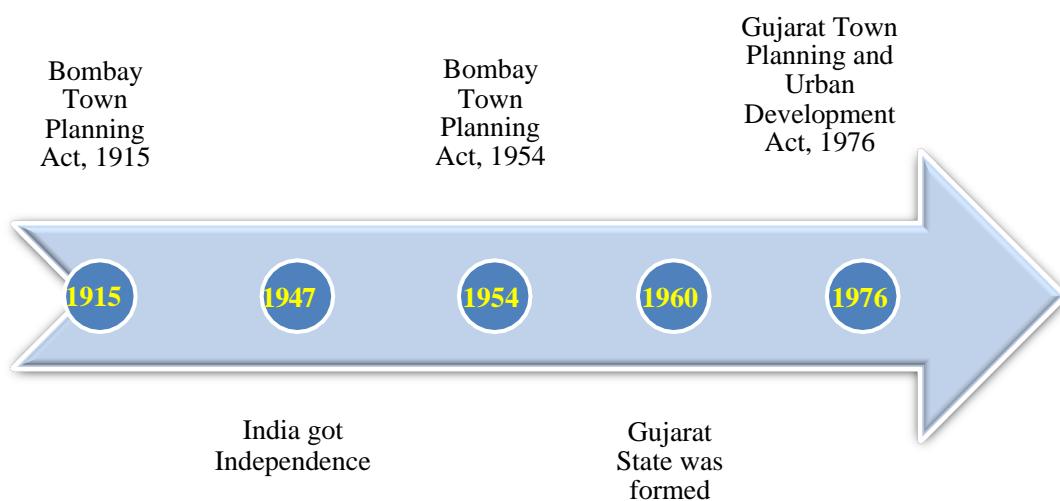 Bombay
Town
Planning
Act, 1915
Bombay
Town
Planning
Act, 1954
Gujarat Town
Planning and
Urban
Development
Act, 1976
1915
1947
1954
1960
1976
India got
Independence
Gujarat
State was
formed